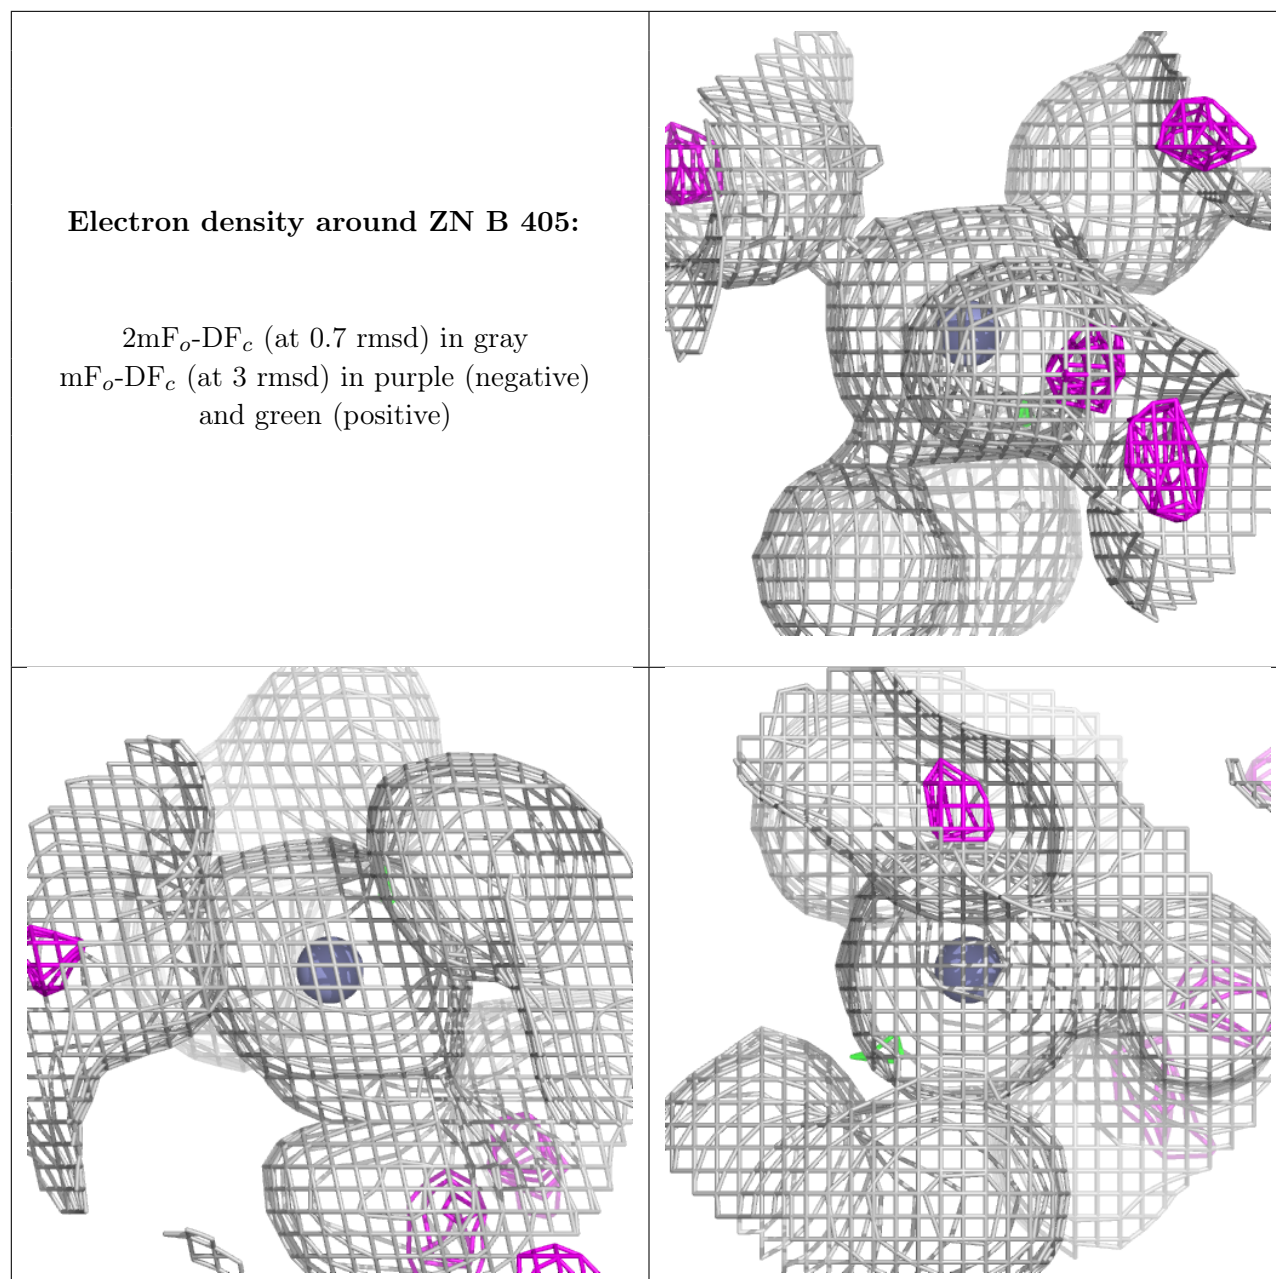 Electron density around ZN B 405:
2mFo-DFc (at 0.7 rmsd) in gray
mFo-DFc (at 3 rmsd) in purple (negative)
and green (positive)